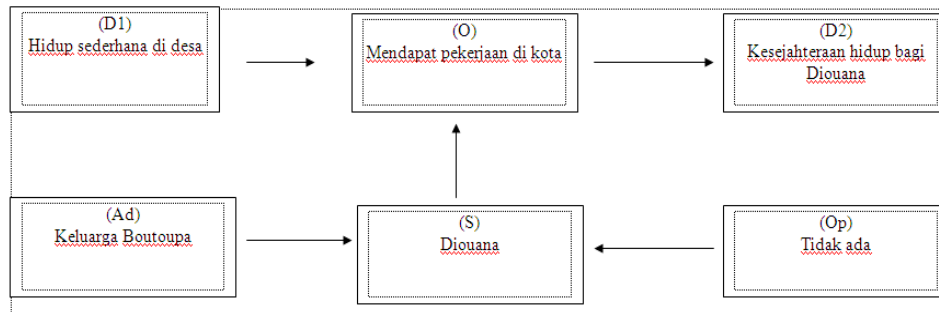 (D1)
Hidup sederhana di desa
(O)
Mendapat pekerjaan di kota
(D2)
Kesejahteraan hidup bagi
Diouana
(Ad)
Keluarga Boutoupa
(S)
Diouana
(Op)
Tidak ada